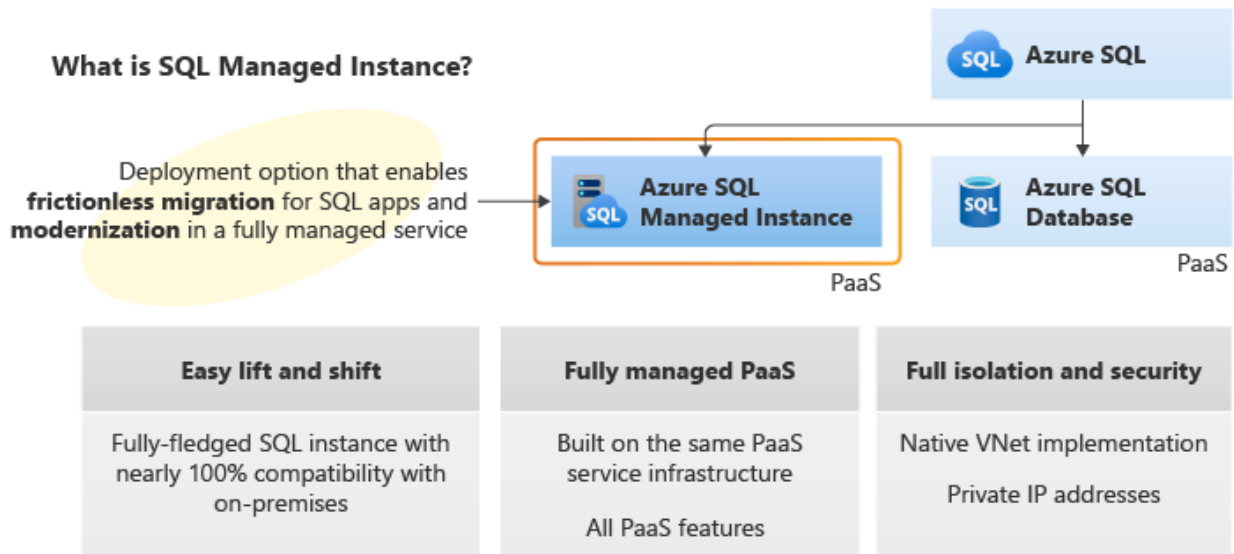 What is SQL Managed Instance?
SQL
Azure SQL
Deployment option that enables
frictionless migration for SQL apps and
modernization in a fully managed service
SQL
Azure SQL
Managed Instance
PaaS
SQL
Azure SQL
Database
PaaS
Easy lift and shift
Fully-fledged SQL instance with
nearly 100% compatibility with
on-premises
Fully managed PaaS
Built on the same PaaS
service infrastructure
All PaaS features
Full isolation and security
Native VNet implementation
Private IP addresses